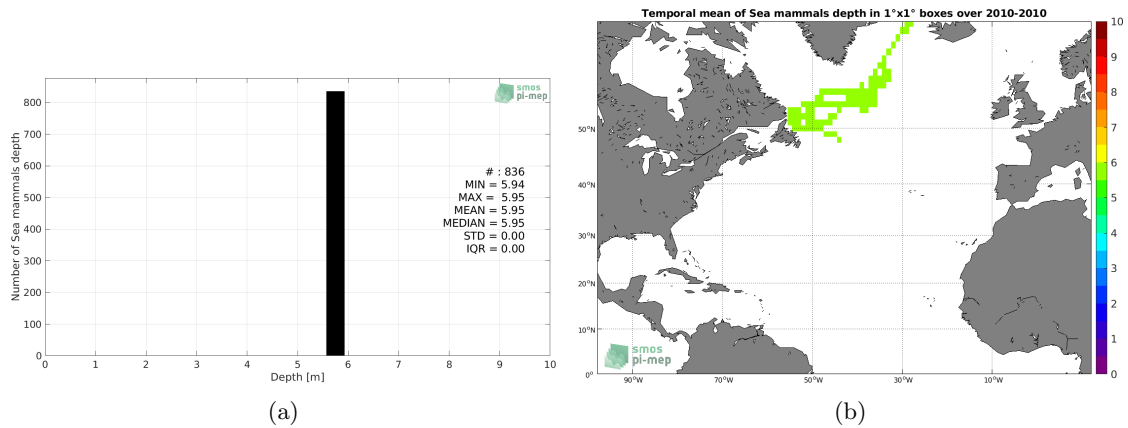 smos
pi-mep
Number of Sea mammals depth
800
700
600
500
400
300
200
100
0
# : 836
MIN = 5.94
MAX = 5.95
MEAN = 5.95
MEDIAN = 5.95
STD = 0.00
IQR = 0.00
0 1 2 3 4 5 6 7 8 9 10
Depth [m]
(a)
Temporal mean of Sea mammals depth in 1°x1° boxes over 2010-2010
50°N
40°N
30°N
20°N
10°N
0°
90°W 70°W 50°W 30°W 10°W
smos
pi-mep
10
9
8
7
6
5
4
3
2
1
0
(b)